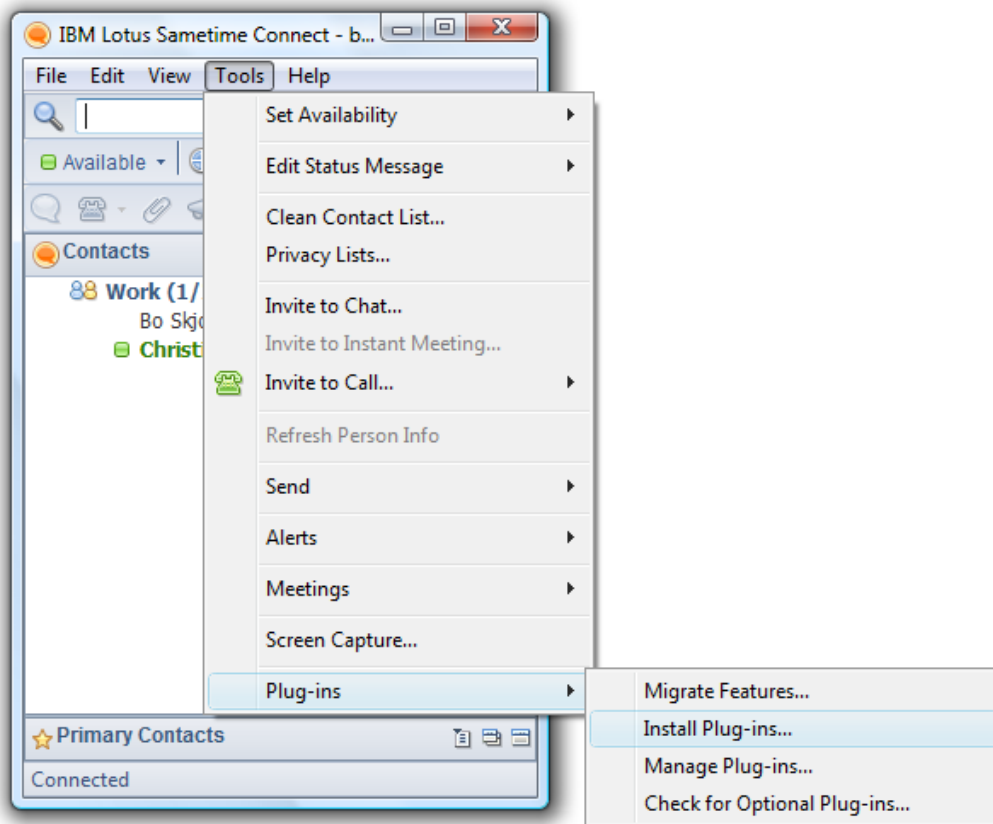 IBM Lotus Sametime Connect - b...
File Edit View Tools Help
Available
Contacts
Work (1/
Bo
Set Availability
Edit Status Message
Clean Contact List...
Privacy Lists...
Invite to Chat...
Invite to Instant Meeting...
Invite to Call...
Refresh Person Info
Send
Alerts
Meetings
Screen Capture...
Plug-ins
Migrate Features...
Install Plug-ins...
Manage Plug-ins...
Check for Optional Plug-ins...
Primary Contacts
Connected